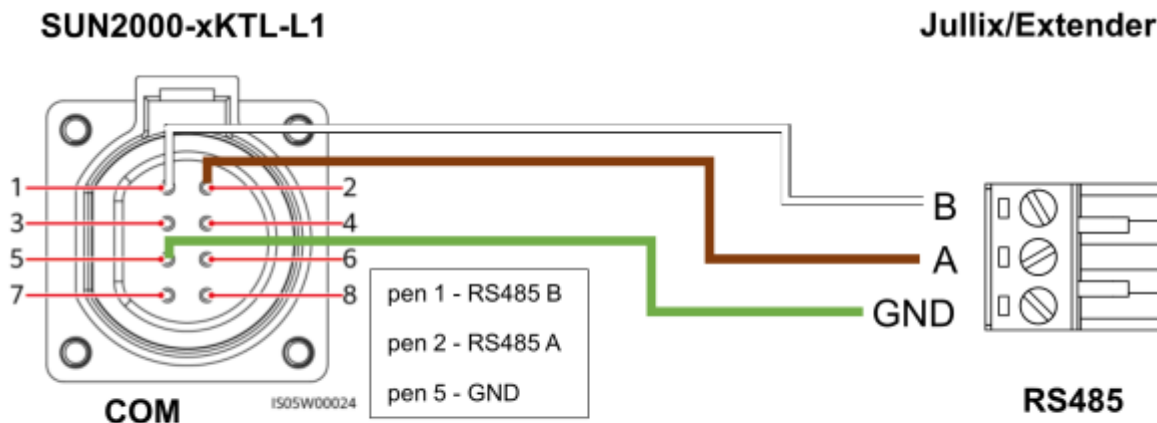 SUN2000-xKTL-L1
Jullix/Extender
1
2
3
4
5
6
7
8
B
A
GND
pen 1 - RS485 B
pen 2 - RS485 A
pen 5 - GND
COM
IS05W00024
RS485